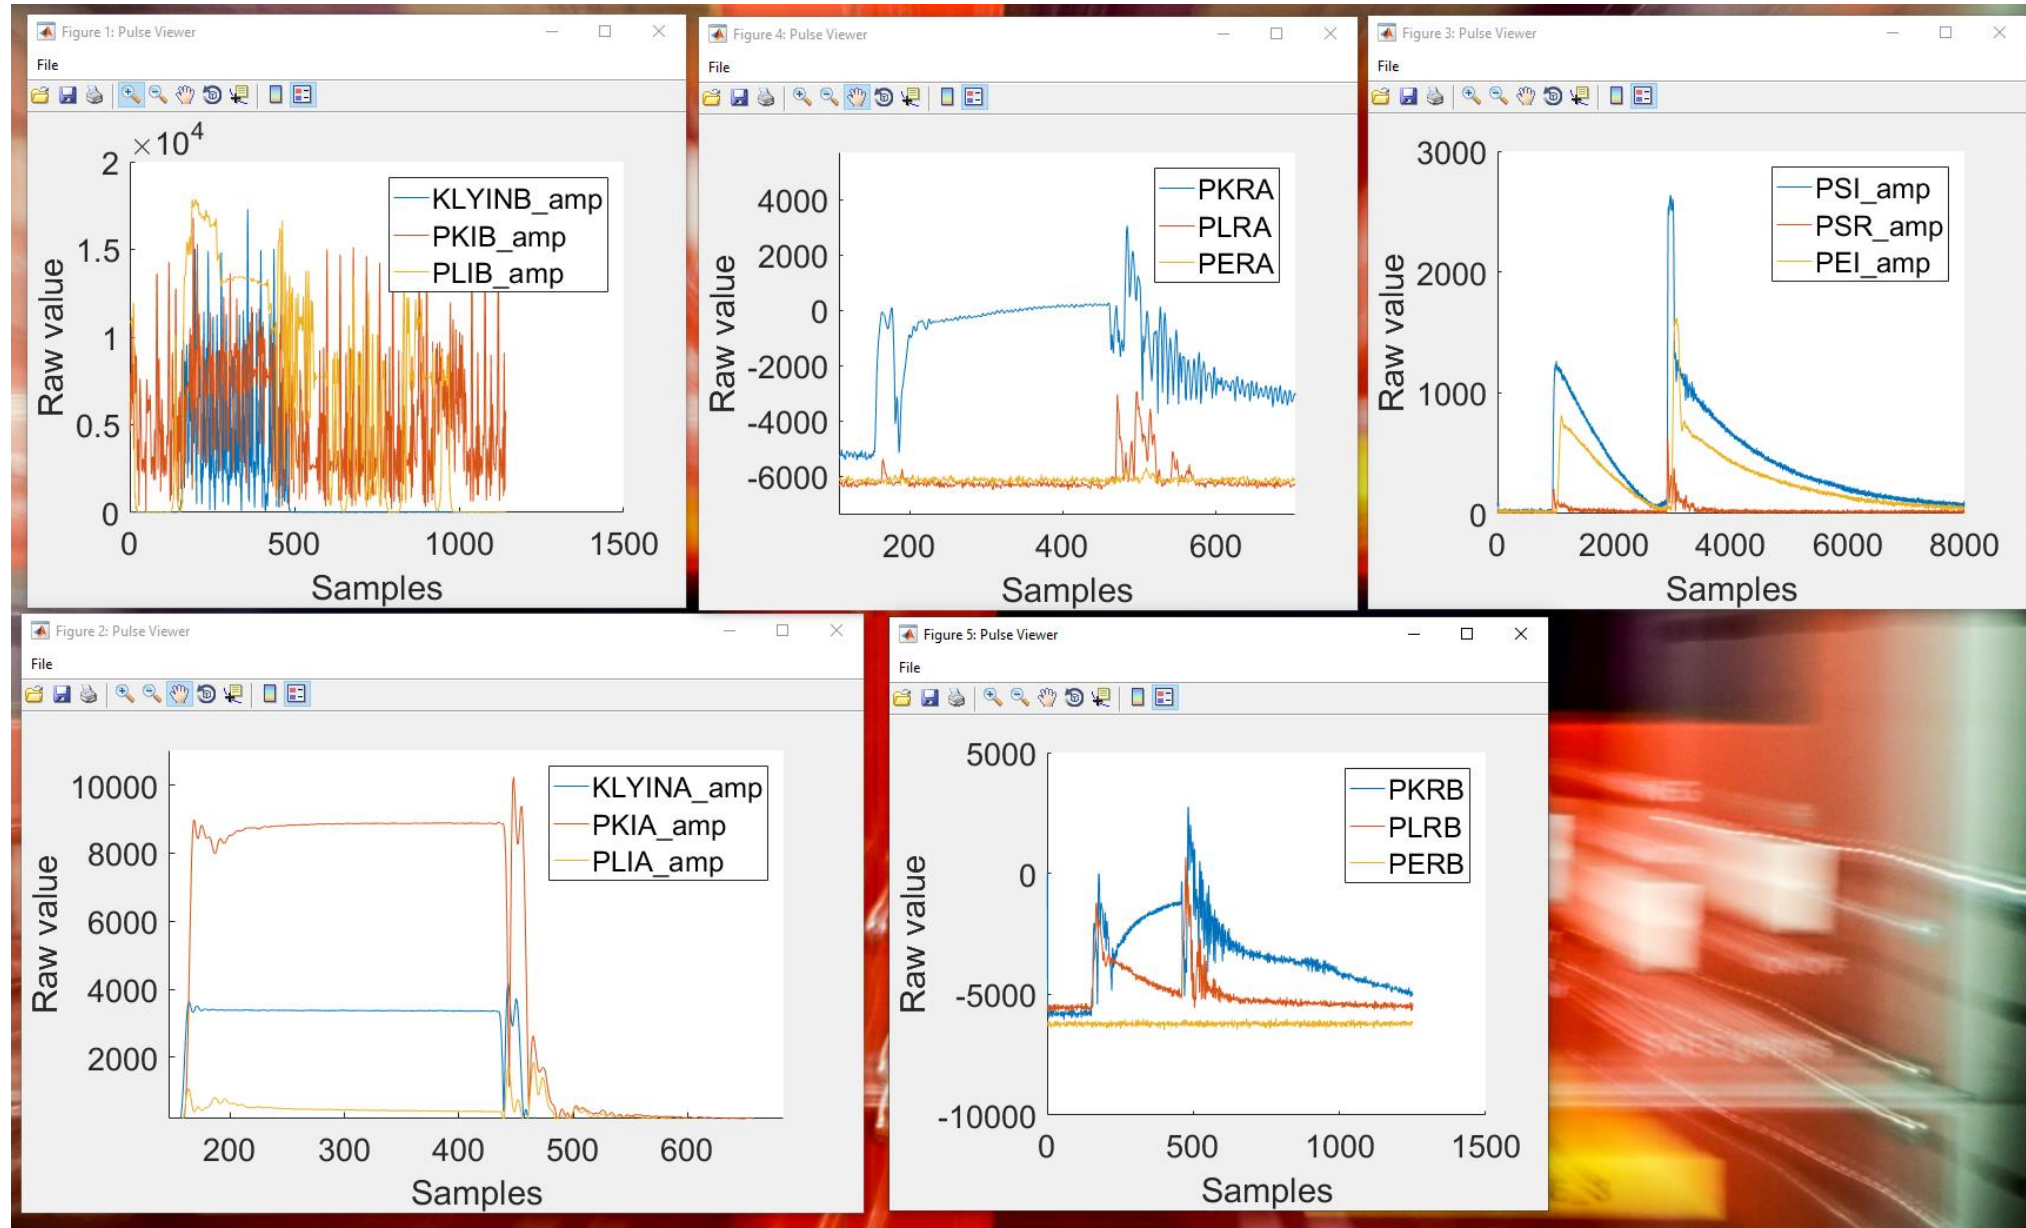 Figure 1: Pulse Viewer
File
×10^4
2
1.5
1
0.5
0
Raw value
0 500 1000 1500
Samples
KLYINB_amp
PKIB_amp
PLIB_amp
Figure 4: Pulse Viewer
File
4000
2000
0
-2000
-4000
-6000
Raw value
200 400 600
Samples
PKRA
PLRA
PERA
Figure 3: Pulse Viewer
File
3000
2000
1000
0
Raw value
0 2000 4000 6000 8000
Samples
PSI_amp
PSR_amp
PEI_amp
Figure 2: Pulse Viewer
File
10000
8000
6000
4000
2000
Raw value
200 300 400 500 600
Samples
KLYINA_amp
PKIA_amp
PLIA_amp
Figure 5: Pulse Viewer
File
5000
0
-5000
-10000
Raw value
0 500 1000 1500
Samples
PKRB
PLRB
PERB